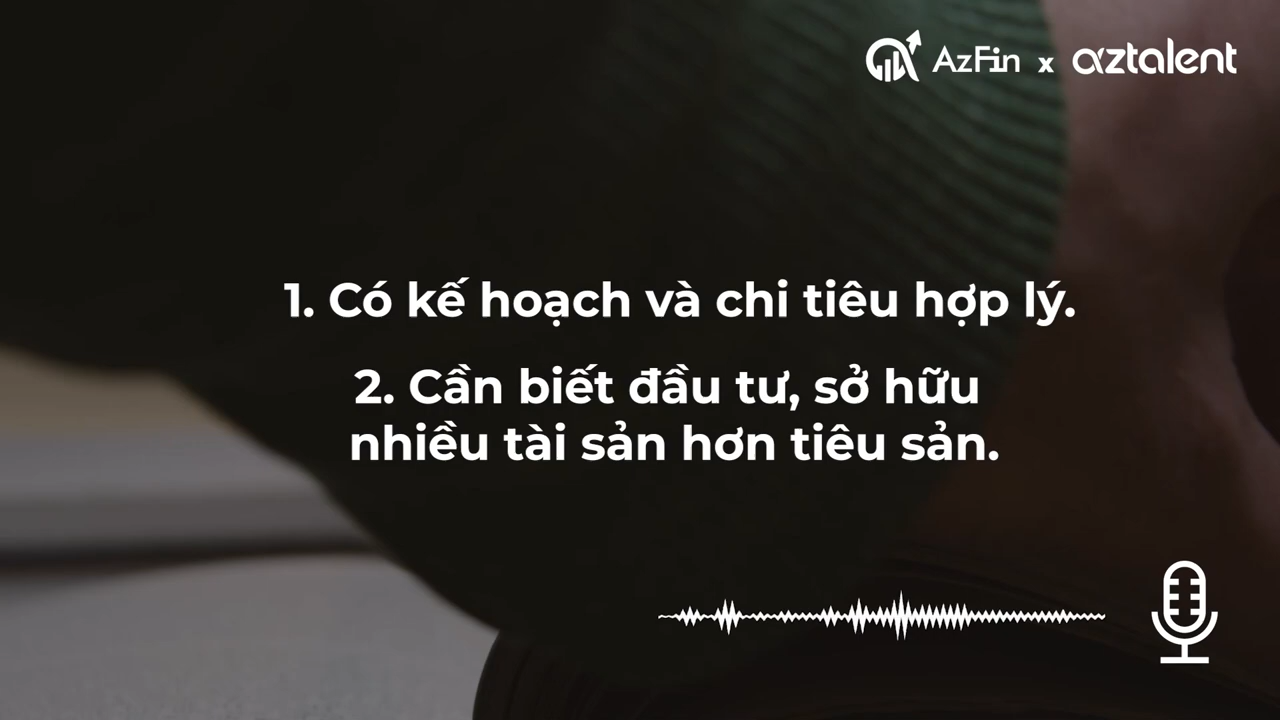 AzFin x aztalent
1. Có kế hoạch và chi tiêu hợp lý.
2. Cần biết đầu tư, sở hữu
nhiều tài sản hơn tiêu sản.